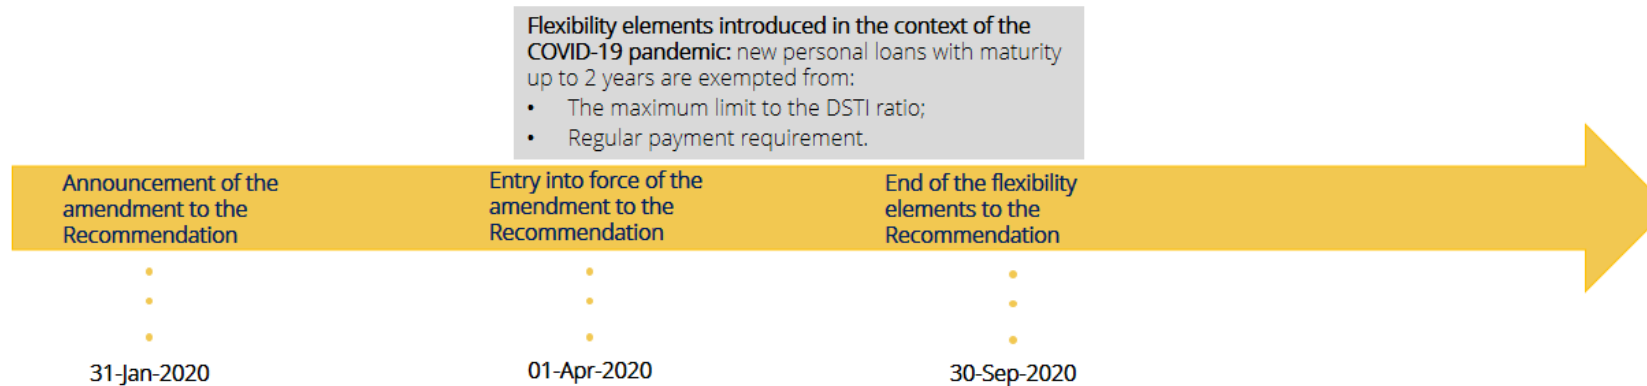 Flexibility elements introduced in the context of the
COVID-19 pandemic: new personal loans with maturity
up to 2 years are exempted from:
• The maximum limit to the DSTI ratio;
• Regular payment requirement.
Announcement of the
amendment to the
Recommendation
Entry into force of the
amendment to the
Recommendation
End of the flexibility
elements to the
Recommendation
31-Jan-2020
01-Apr-2020
30-Sep-2020